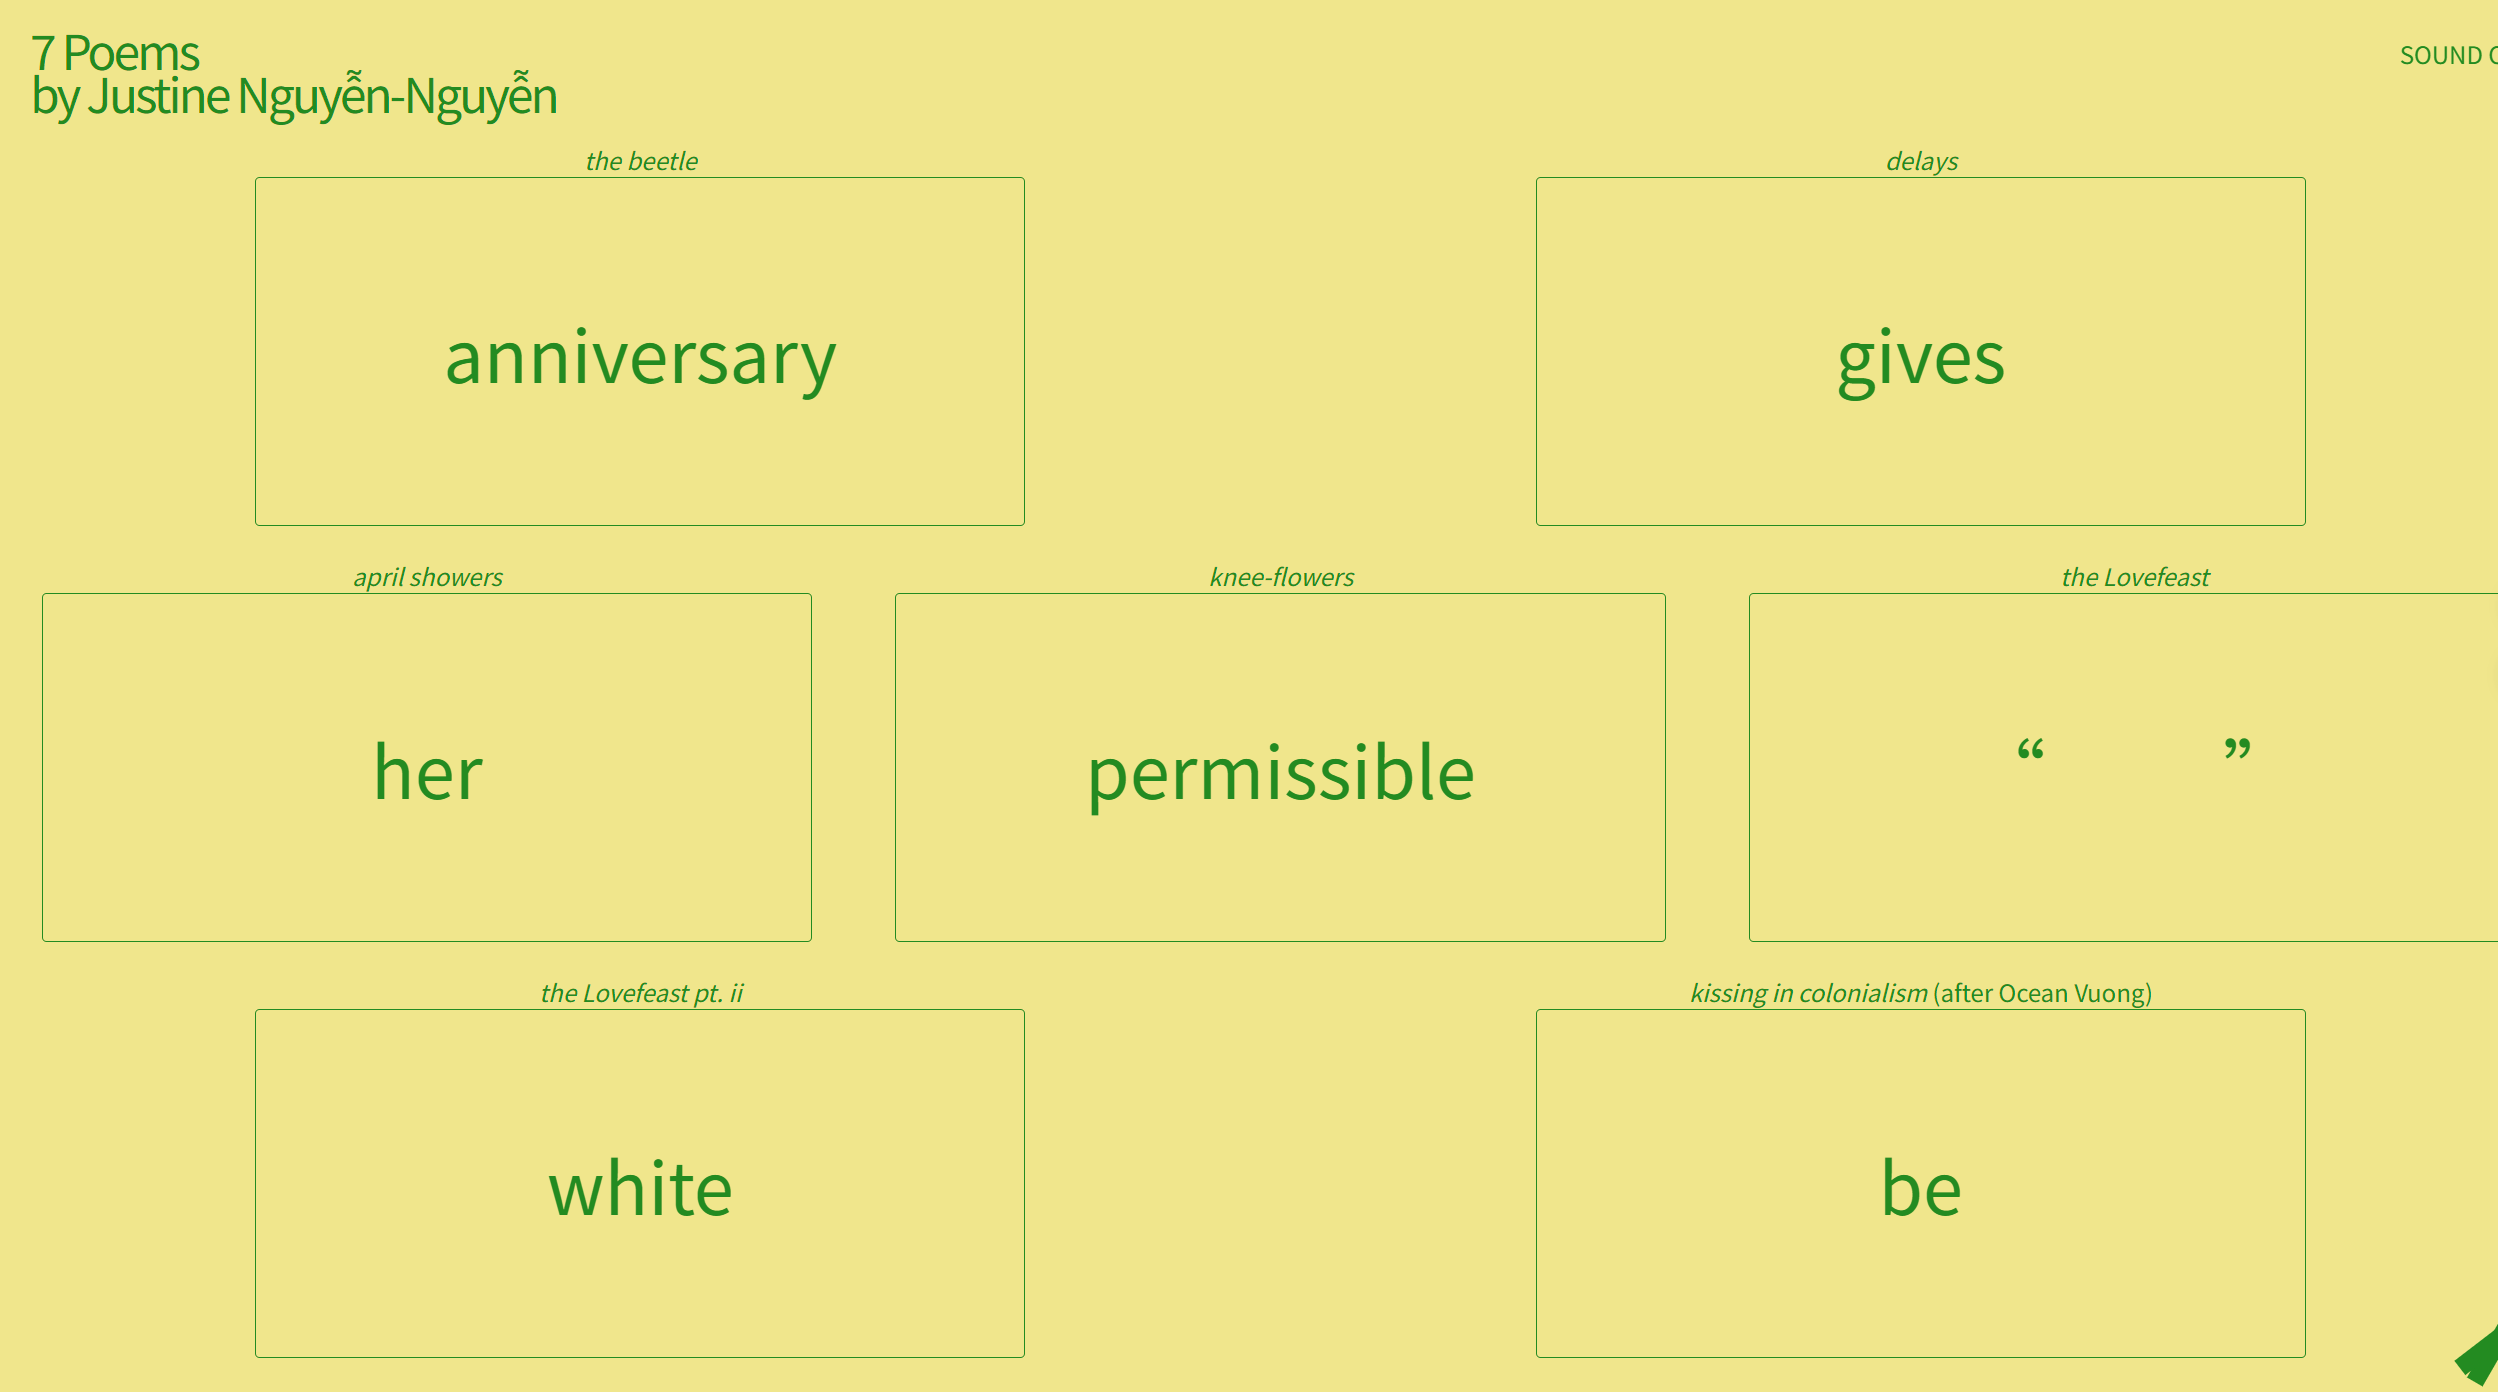 7 Poems
by Justine Nguyễn-Nguyễn
SOUND
the beetle
delays
anniversary
gives
april showers
knee-flowers
the Lovefeast
her
permissible
“ ”
the Lovefeast pt. ii
kissing in colonialism (after Ocean Vuong)
white
be